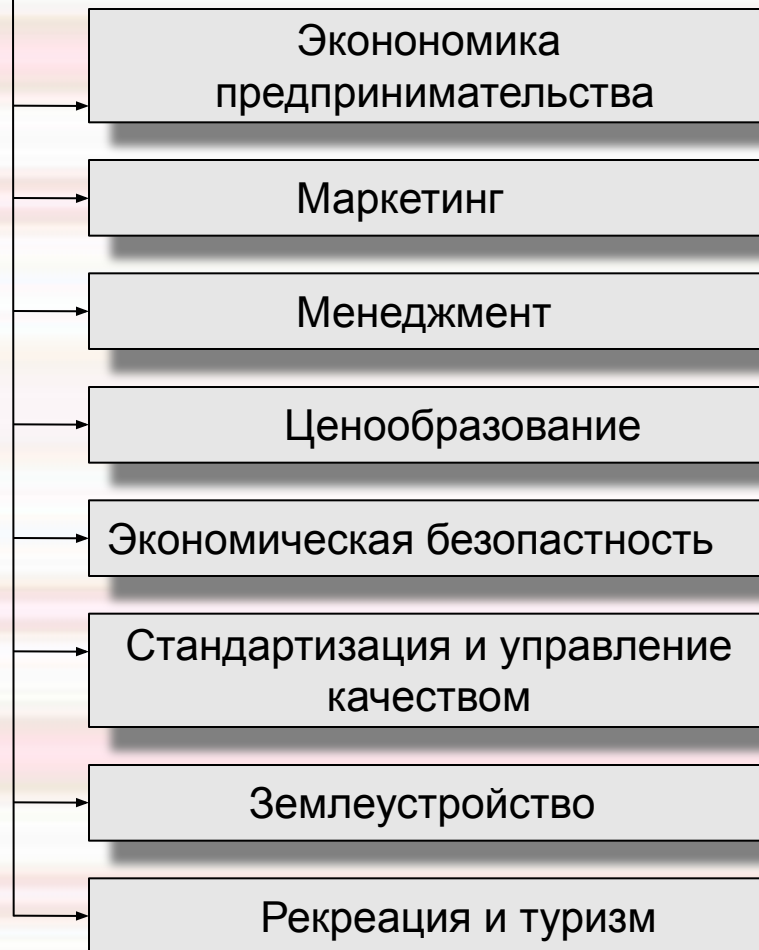 Эконономика
предпринимательства
Маркетинг
Менеджмент
Ценообразование
Экономическая безопастность
Стандартизация и управление
качеством
Землеустройство
Рекреация и туризм